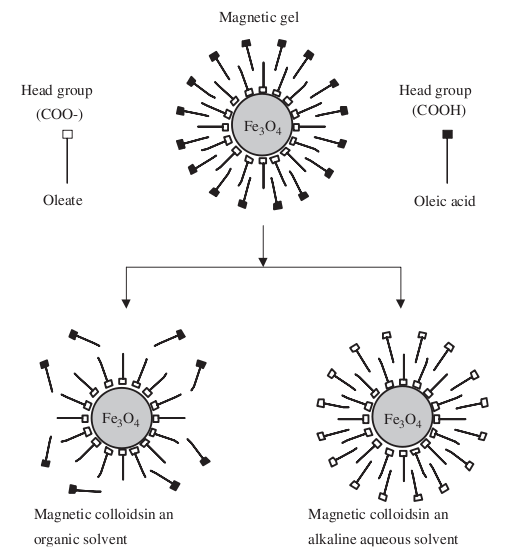 Magnetic gel
Head group
(COO-)
Oleate
Fe3O4
Head group
(COOH)
Oleic acid
Fe3O4
Fe3O4
Magnetic colloidsin an
organic solvent
Magnetic colloidsin an
alkaline aqueous solvent